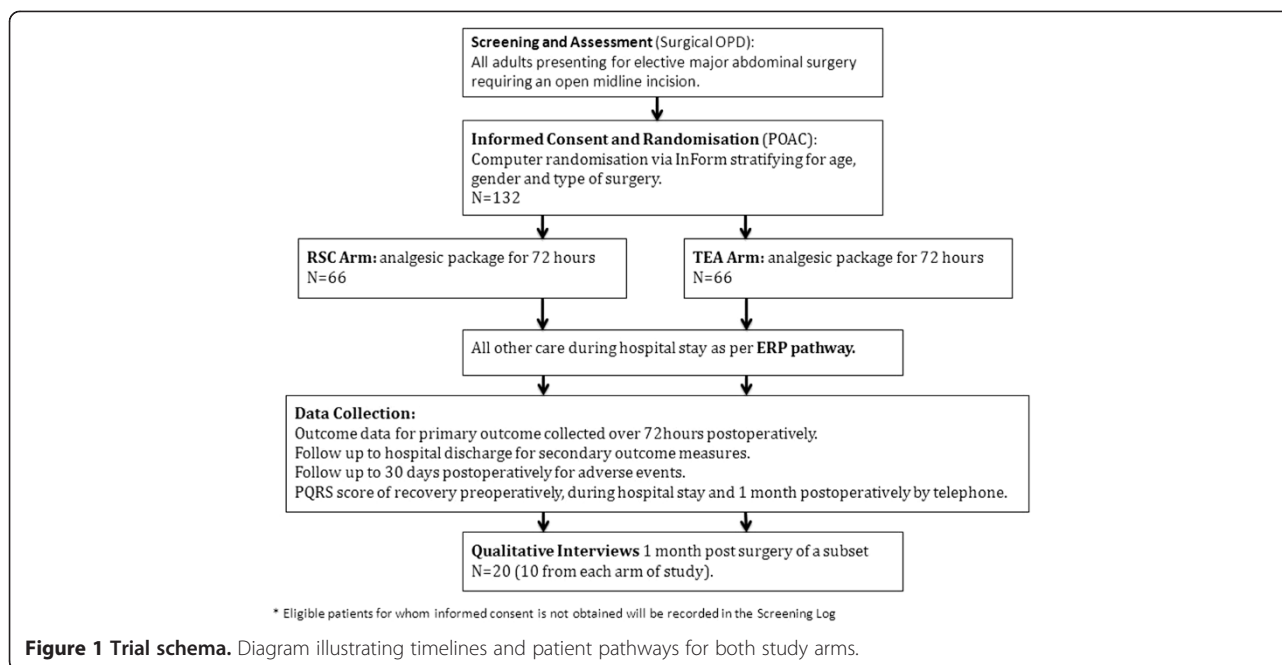 Screening and Assessment (Surgical OPD):
All adults presenting for elective major abdominal surgery
requiring an open midline incision.
Informed Consent and Randomisation (POAC):
Computer randomisation via InForm stratifying for age,
gender and type of surgery.
N=132
RSC Arm: analgesic package for 72 hours
N=66
TEA Arm: analgesic package for 72 hours
N=66
All other care during hospital stay as per ERP pathway.
Data Collection:
Outcome data for primary outcome collected over 72hours postoperatively.
Follow up to hospital discharge for secondary outcome measures.
Follow up to 30 days postoperatively for adverse events.
PQRS score of recovery preoperatively, during hospital stay and 1 month postoperatively by telephone.
Qualitative Interviews 1 month post surgery of a subset
N=20 (10 from each arm of study).
* Eligible patients for whom informed consent is not obtained will be recorded in the Screening Log
Figure 1 Trial schema. Diagram illustrating timelines and patient pathways for both study arms.